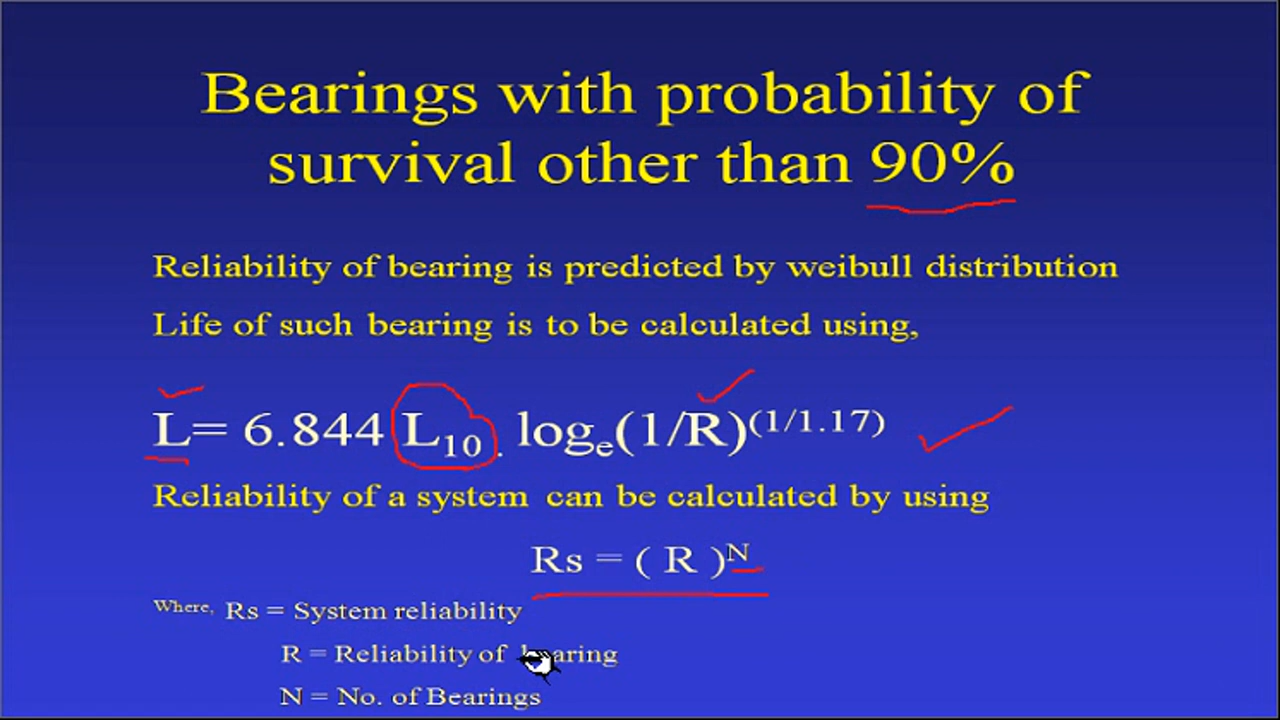 Bearings with probability of
survival other than 90%
Reliability of bearing is predicted by weibull distribution
Life of such bearing is to be calculated using,
L= 6.844 L₁₀ . logₑ(1/R)^(1/1.17)
Reliability of a system can be calculated by using
Rs = ( R )^N
Where, Rs = System reliability
R = Reliability of bearing
N = No. of Bearings